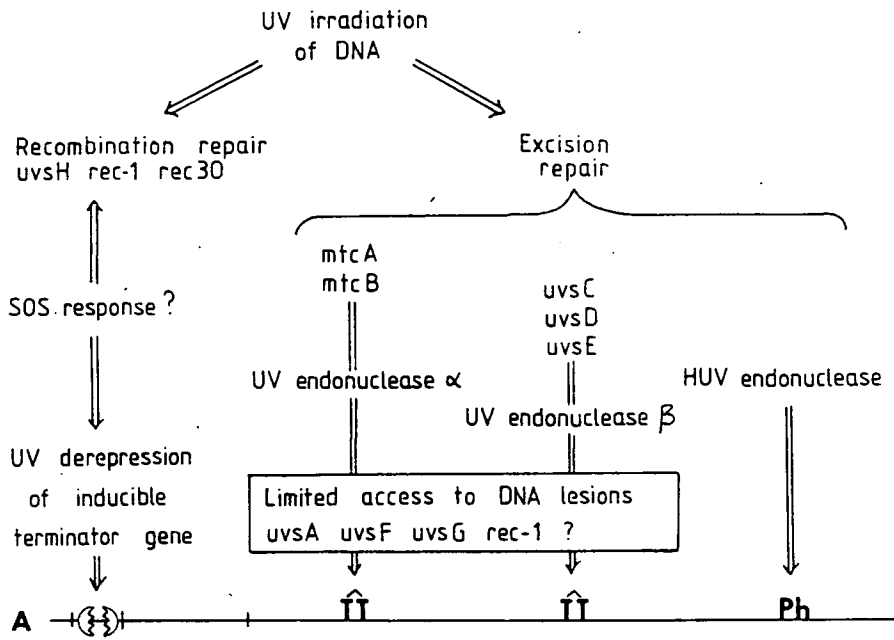 UV irradiation
of DNA
Recombination repair
uvsH rec-1 rec30
Excision
repair
mtcA
mtcB
uvsC
uvsD
uvsE
SOS response ?
UV endonuclease α
HUV endonuclease
UV endonuclease β
UV derepression
of inducible
terminator gene
Limited access to DNA lesions
uvsA uvsF uvsG rec-1 ?
A
T͡T
T͡T
Ph